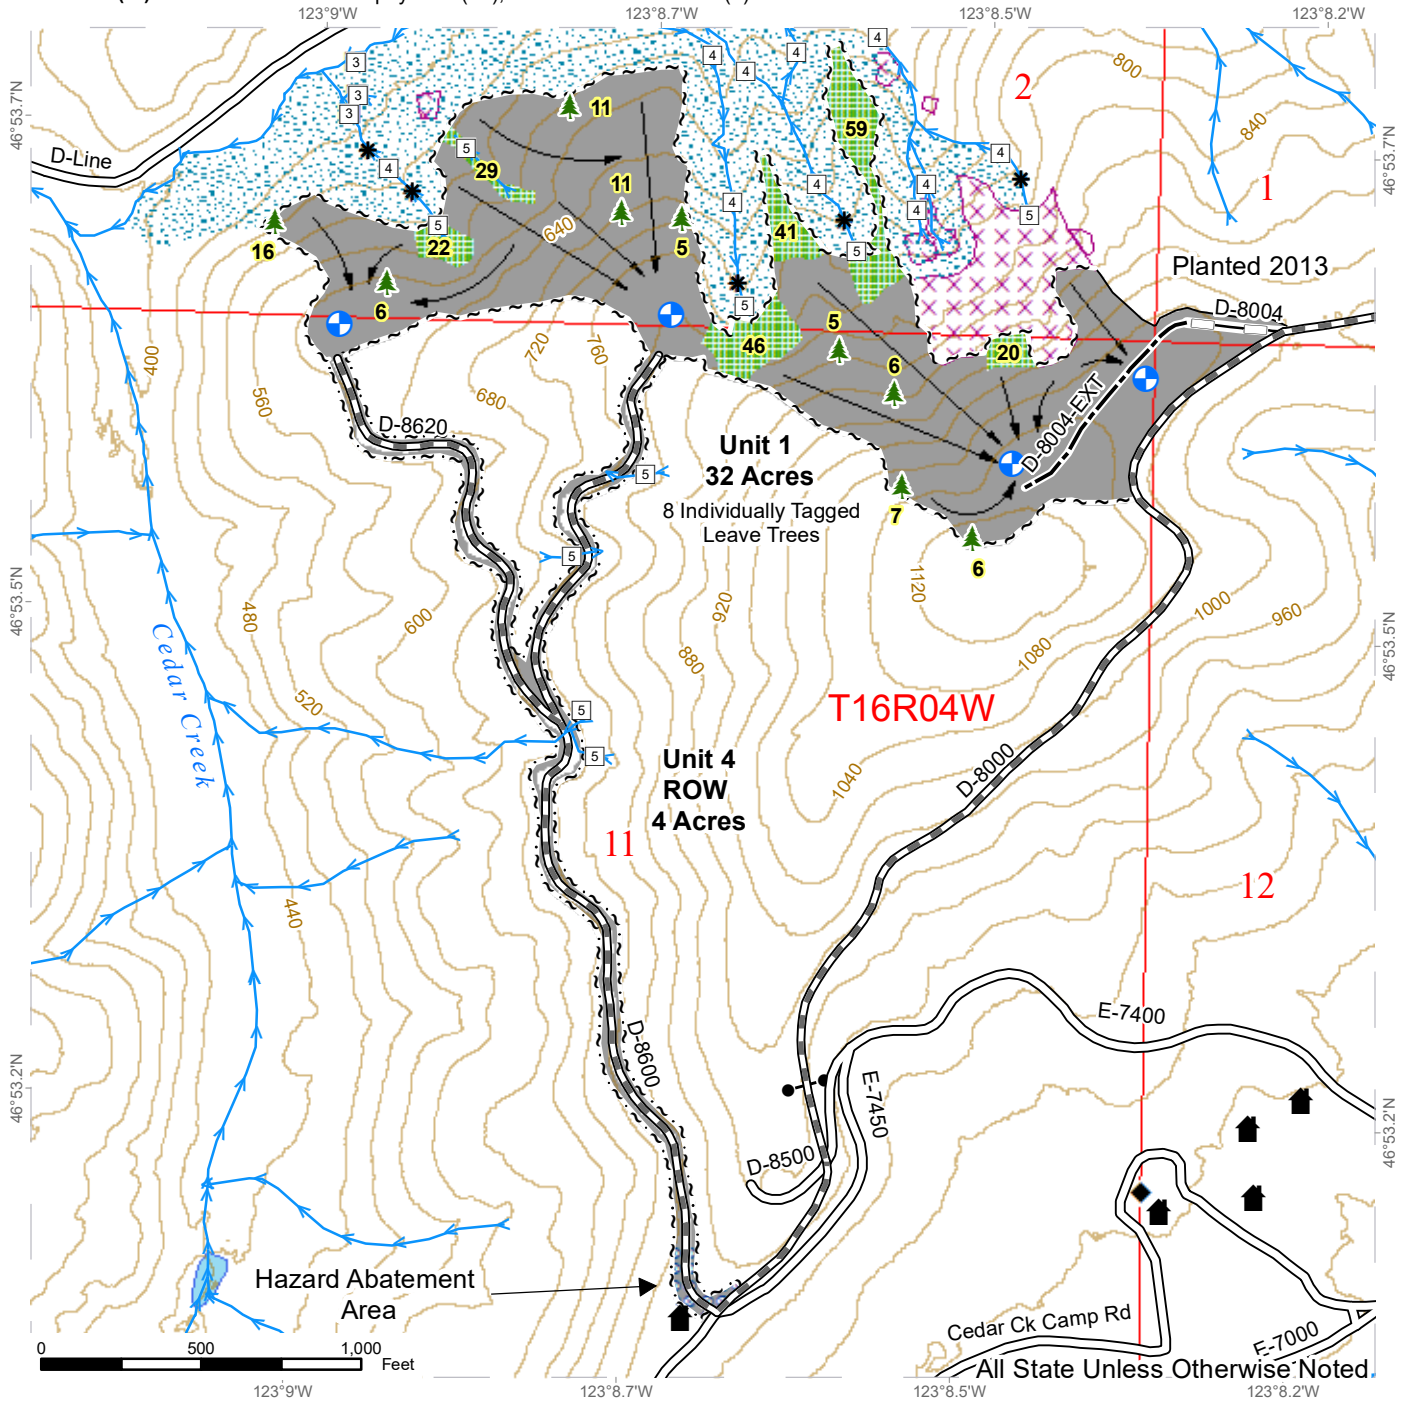 123°9'W
123°8.7'W
123°8.5'W
123°8.2'W
46°53.7'N
46°53.7'N
D-Line
3
3
3
4
5
4
4
4
4
4
4
4
5
5
4
4
4
5
5
5
11
11
29
22
16
6
5
41
59
46
5
6
20
7
6
640
800
840
2
1
Planted 2013
D-8004
D-8004-EXT
400
560
720
760
680
D-8620
Unit 1
32 Acres
8 Individually Tagged
Leave Trees
5
5
5
5
46°53.5'N
46°53.5'N
480
600
520
440
920
880
1120
1080
1040
1000
960
Cedar Creek
T16R04W
D-8000
Unit 4
ROW
4 Acres
11
12
D-8600
E-7400
E-7450
D-8500
46°53.2'N
46°53.2'N
Hazard Abatement
Area
Cedar Ck Camp Rd
E-7000
All State Unless Otherwise Noted
0 500 1,000
Feet
123°9'W
123°8.7'W
123°8.5'W
123°8.2'W